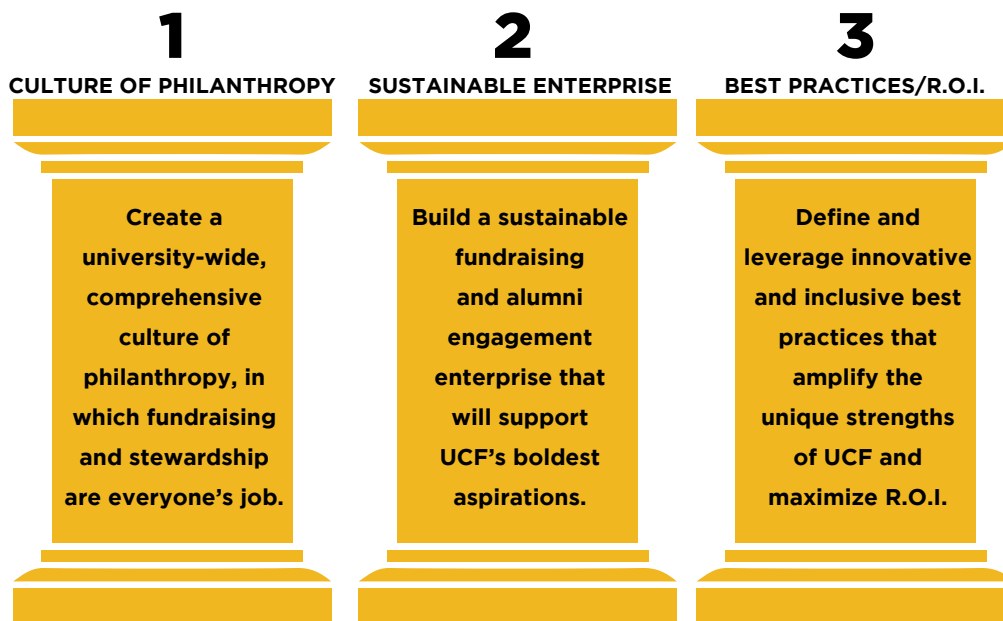 1
CULTURE OF PHILANTHROPY
Create a
university-wide,
comprehensive
culture of
philanthropy, in
which fundraising
and stewardship
are everyone’s job.
2
SUSTAINABLE ENTERPRISE
Build a sustainable
fundraising
and alumni
engagement
enterprise that
will support
UCF’s boldest
aspirations.
3
BEST PRACTICES/R.O.I.
Define and
leverage innovative
and inclusive best
practices that
amplify the
unique strengths
of UCF and
maximize R.O.I.